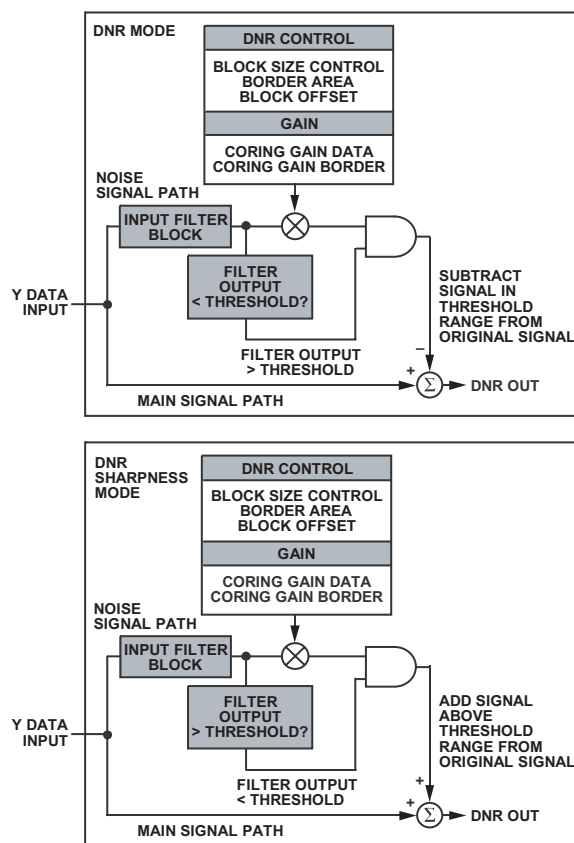 DNR MODE
DNR CONTROL
BLOCK SIZE CONTROL
BORDER AREA
BLOCK OFFSET
GAIN
CORING GAIN DATA
CORING GAIN BORDER
NOISE
SIGNAL PATH
INPUT FILTER
BLOCK
FILTER
OUTPUT
< THRESHOLD?
Y DATA
INPUT
SUBTRACT
SIGNAL IN
THRESHOLD
RANGE FROM
ORIGINAL SIGNAL
FILTER OUTPUT
> THRESHOLD
–
+
Σ
DNR OUT
MAIN SIGNAL PATH
DNR
SHARPNESS
MODE
DNR CONTROL
BLOCK SIZE CONTROL
BORDER AREA
BLOCK OFFSET
GAIN
CORING GAIN DATA
CORING GAIN BORDER
NOISE
SIGNAL PATH
INPUT FILTER
BLOCK
FILTER
OUTPUT
> THRESHOLD?
Y DATA
INPUT
ADD SIGNAL
ABOVE
THRESHOLD
RANGE FROM
ORIGINAL SIGNAL
FILTER OUTPUT
< THRESHOLD
+
+
Σ
DNR OUT
MAIN SIGNAL PATH